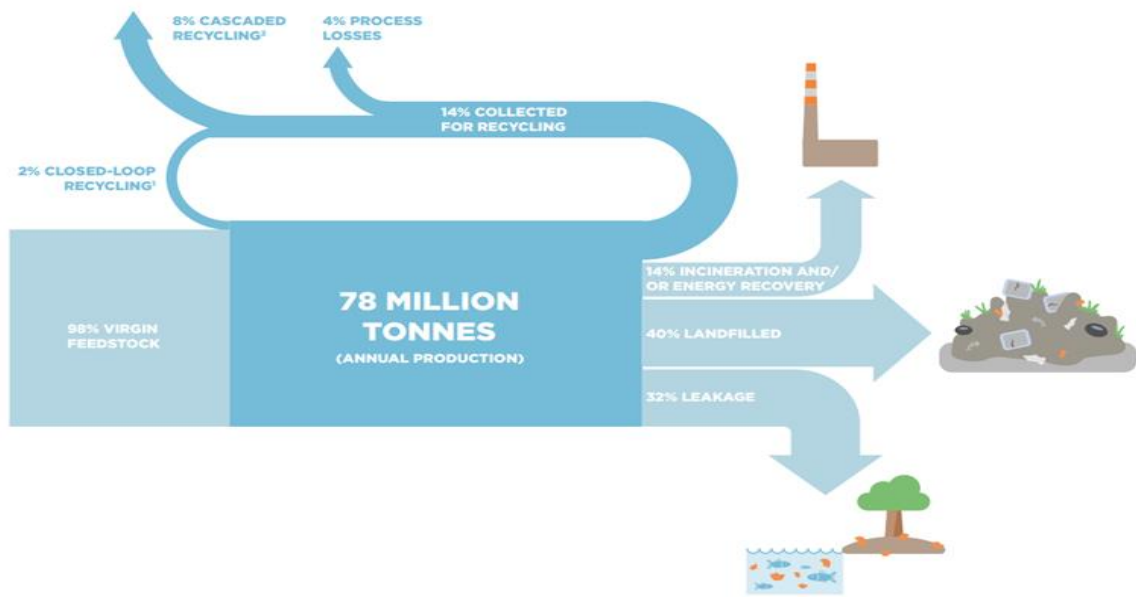 8% CASCADED
RECYCLING²
4% PROCESS
LOSSES
14% COLLECTED
FOR RECYCLING
2% CLOSED-LOOP
RECYCLING¹
98% VIRGIN
FEEDSTOCK
78 MILLION
TONNES
(ANNUAL PRODUCTION)
14% INCINERATION AND/
OR ENERGY RECOVERY
40% LANDFILLED
32% LEAKAGE